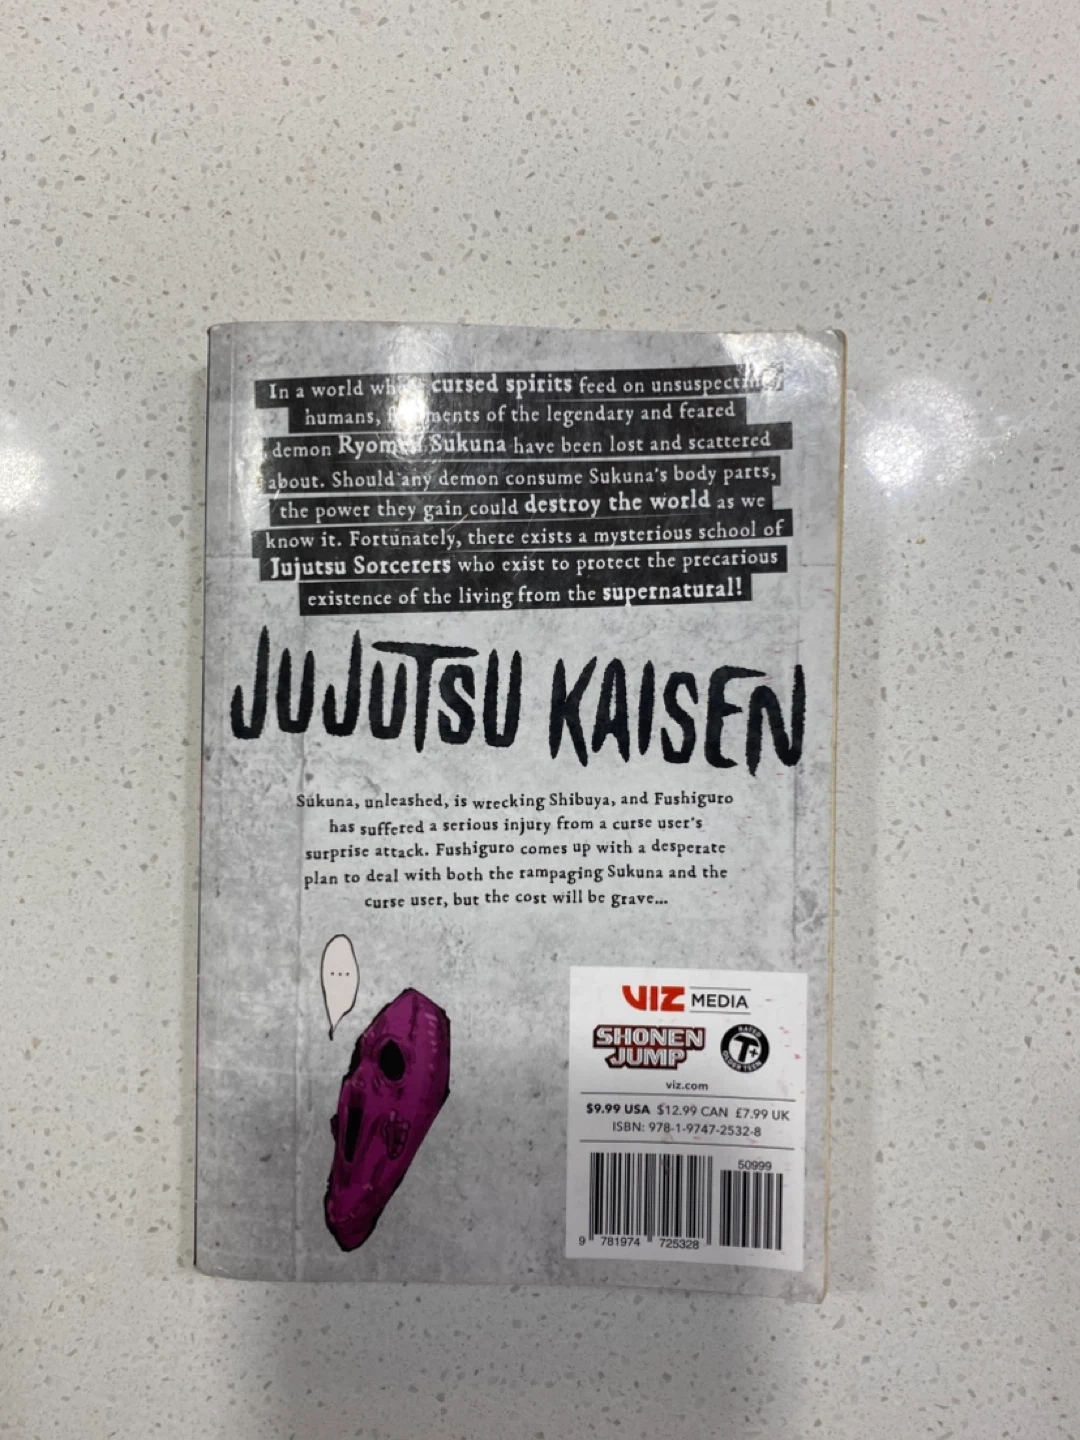 In a world cursed spirits feed on unsuspecting
humans, of the legendary and feared
demon Ryomen Sukuna have been lost and scattered
about. Should any demon consume Sukuna's body parts,
the power they gain could destroy the world as we
know it. Fortunately, there exists a mysterious school of
Jujutsu Sorcerers who exist to protect the precarious
existence of the living from the supernatural!
JUJUTSU KAISEN
Sukuna, unleashed, is wrecking Shibuya, and Fushiguro
has suffered a serious injury from a curse user's
surprise attack. Fushiguro comes up with a desperate
plan to deal with both the rampaging Sukuna and the
curse user, but the cost will be grave...
...
VIZ MEDIA
SHONEN
JUMP
RATED
T+
OLDER TEEN
viz.com
$9.99 USA $12.99 CAN £7.99 UK
ISBN: 978-1-9747-2532-8
50999
9 781974 725328